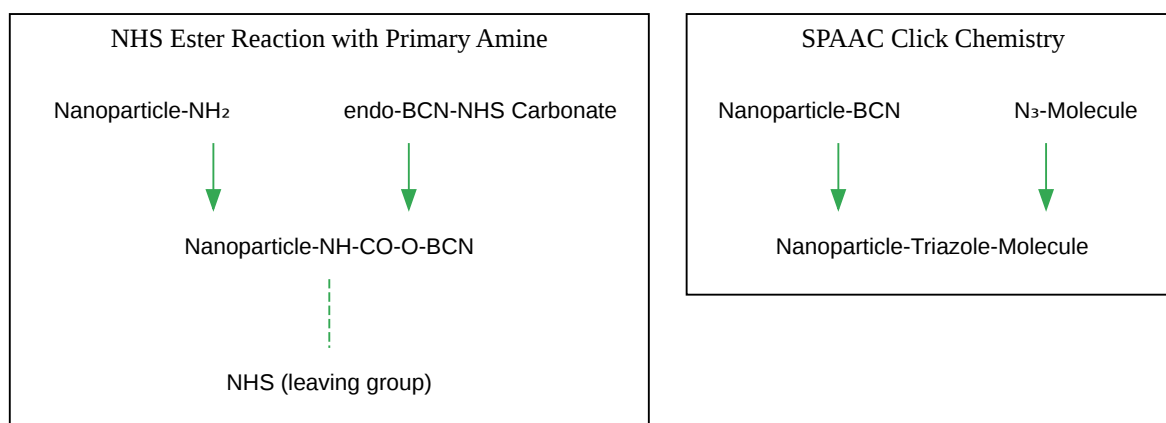 NHS Ester Reaction with Primary Amine
Nanoparticle-NH₂
endo-BCN-NHS Carbonate
Nanoparticle-NH-CO-O-BCN
NHS (leaving group)
SPAAC Click Chemistry
Nanoparticle-BCN
N₃-Molecule
Nanoparticle-Triazole-Molecule